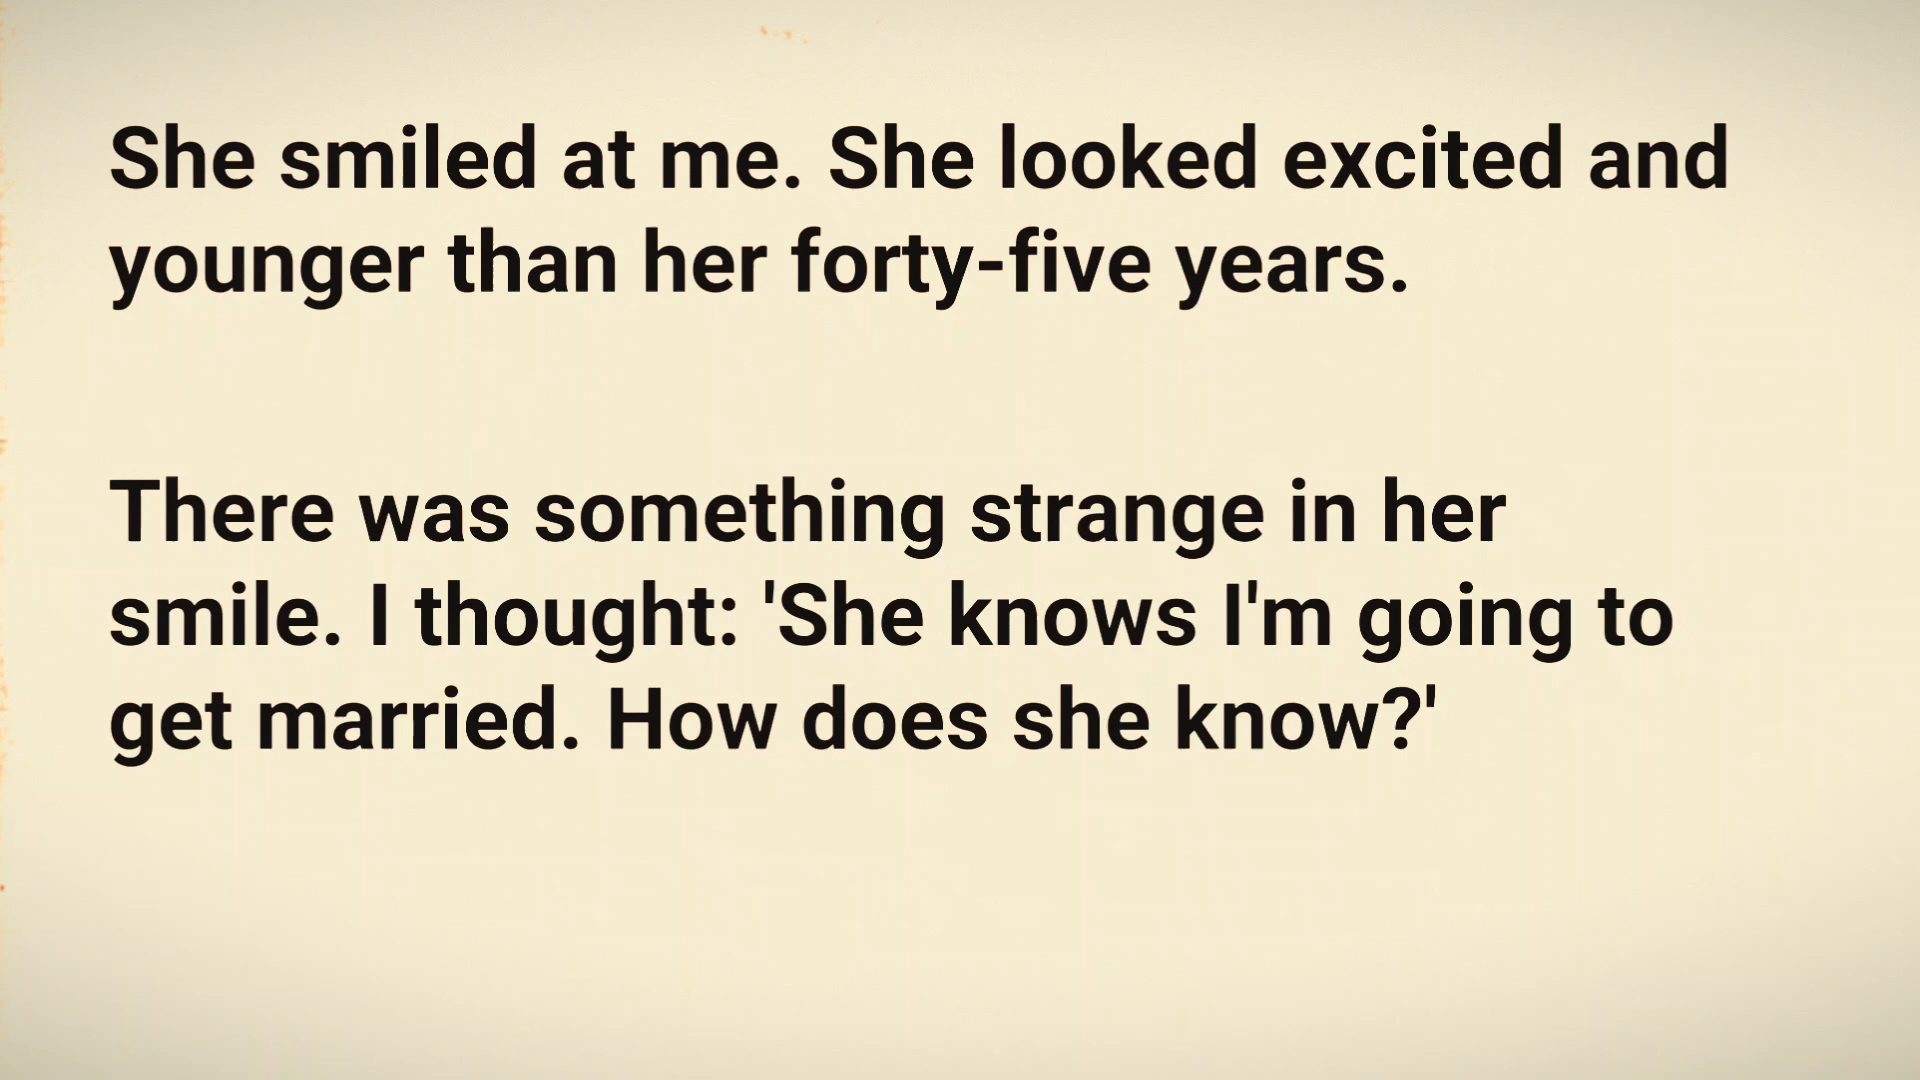 She smiled at me. She looked excited and
younger than her forty-five years.
There was something strange in her
smile. I thought: 'She knows I'm going to
get married. How does she know?'